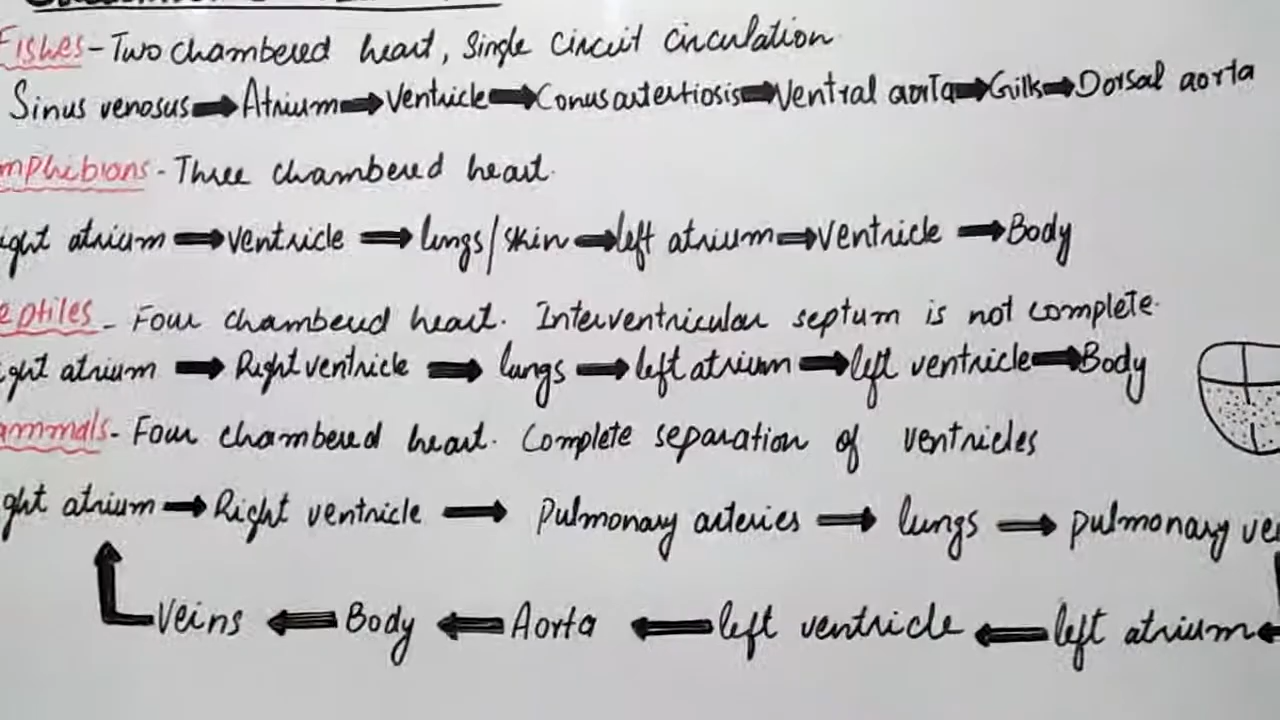 Fishes - Two chambered heart, Single Circuit circulation
Sinus venosus → Atrium → Ventricle → Conus artertiosis → Ventral aorta → Gills → Dorsal aorta
mphibians - Three chambered heart.
ight atrium → ventricle → lungs/skin → left atrium → ventricle → Body
eptiles - Four chambered heart. Interventricular septum is not complete.
ight atrium → Right ventricle → lungs → left atrium → left ventricle → Body
ammals - Four chambered heart. Complete separation of ventricles
ght atrium → Right ventricle → Pulmonary arteries → lungs → pulmonary ve
Veins ← Body ← Aorta ← left ventricle ← left atrium ←